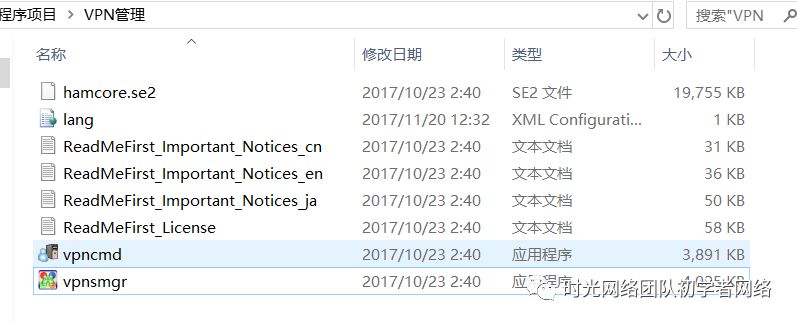 程序项目 > VPN管理 搜索"VPN
名称 修改日期 类型 大小
hamcore.se2 2017/10/23 2:40 SE2 文件 19,755 KB
lang 2017/11/20 12:32 XML Configurati... 1 KB
ReadMeFirst_Important_Notices_cn 2017/10/23 2:40 文本文档 31 KB
ReadMeFirst_Important_Notices_en 2017/10/23 2:40 文本文档 36 KB
ReadMeFirst_Important_Notices_ja 2017/10/23 2:40 文本文档 50 KB
ReadMeFirst_License 2017/10/23 2:40 文本文档 58 KB
vpncmd 2017/10/23 2:40 应用程序 3,891 KB
vpnsmgr 2017/10/23 2:40 应用程序 KB
时光网络团队初学者网络